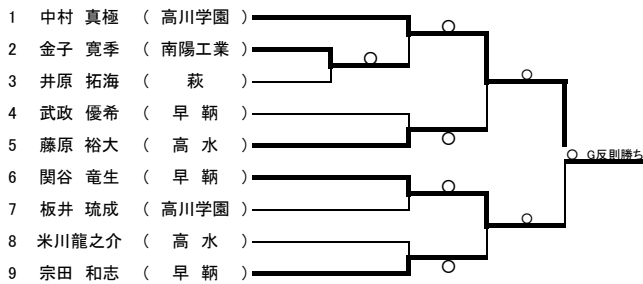 1 中村 真極 ( 高川学園 )
2 金子 寛季 ( 南陽工業 )
3 井原 拓海 ( 萩 )
4 武政 優希 ( 早 鞆 )
5 藤原 裕大 ( 高 水 )
6 関谷 竜生 ( 早 鞆 )
7 板井 琉成 ( 高川学園 )
8 米川龍之介 ( 高 水 )
9 宗田 和志 ( 早 鞆 )
○ G反則勝ち